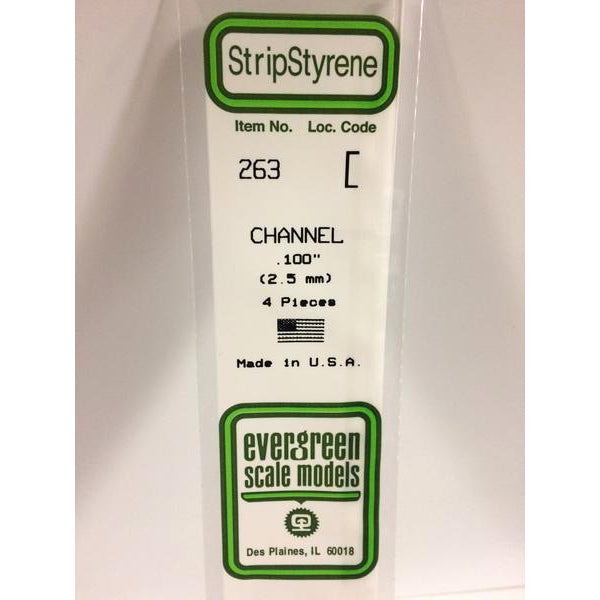 StripStyrene
Item No. Loc. Code
263
CHANNEL
.100"
(2.5 mm)
4 Pieces
Made in U.S.A.
evergreen
scale models
Des Plaines, IL 60018